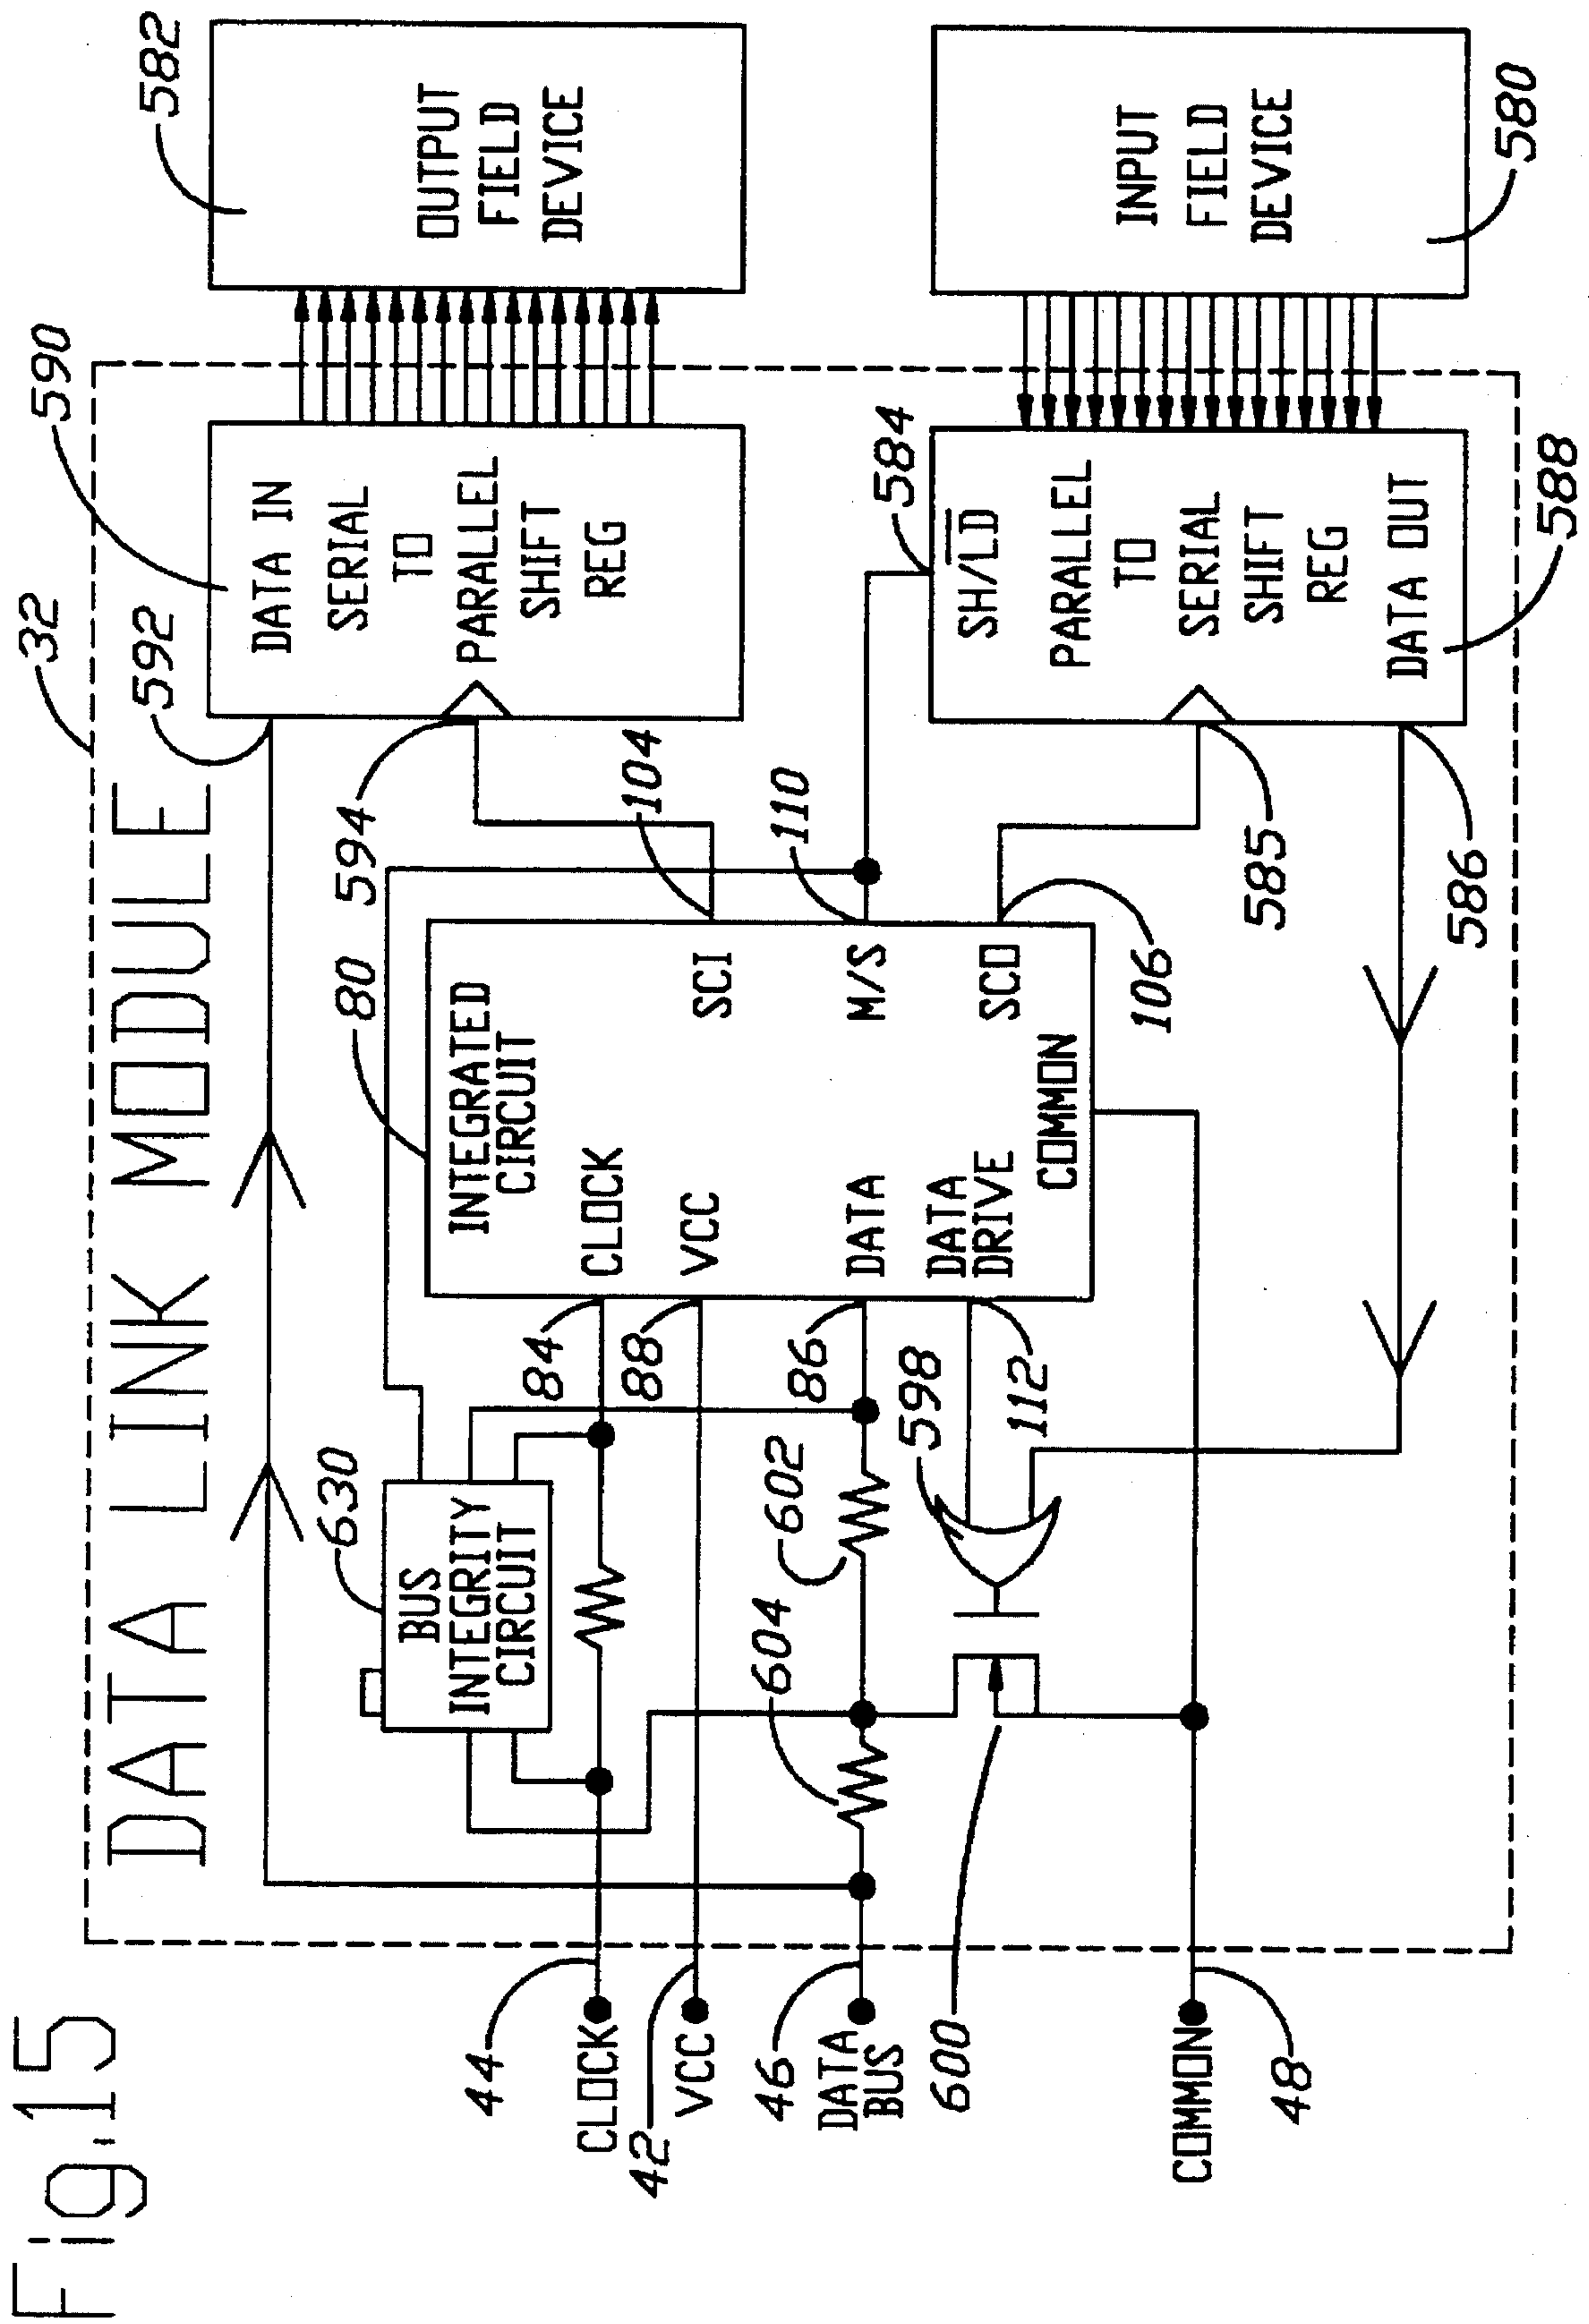 Fig.15
DATA LINK MODULE
32
590
582
592
DATA IN
SERIAL
TO
PARALLEL
SHIFT
REG
OUTPUT
FIELD
DEVICE
594
104
110
630
BUS
INTEGRITY
CIRCUIT
80
INTEGRATED
CIRCUIT
CLOCK
VCC
DATA
DATA
DRIVE
COMMON
SCI
M/S
SCO
84
88
86
598
112
602
604
106
584
SH/LD
PARALLEL
TO
SERIAL
SHIFT
REG
DATA OUT
INPUT
FIELD
DEVICE
585
586
588
580
44
CLOCK
42
VCC
46
DATA
BUS
600
COMMON
48